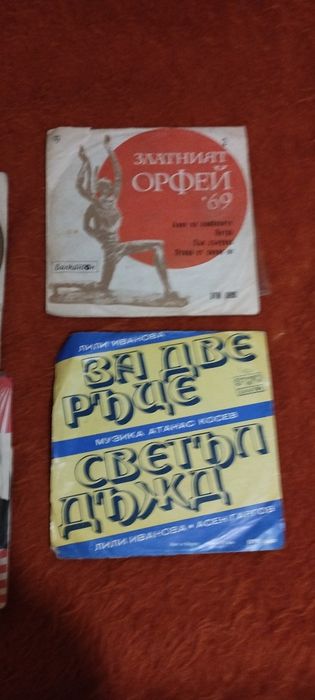 ЗЛАТНИЯТ
ОРФЕЙ
'69
Балкантон
ЛИЛИ ИВАНОВА
ЗА ДВЕ
РЪЦЕ
МУЗИКА АТАНАС КОСЕВ
СВЕТЪЛ
ДЪЖД
ЛИЛИ ИВАНОВА • АСЕН ГАРГОВ